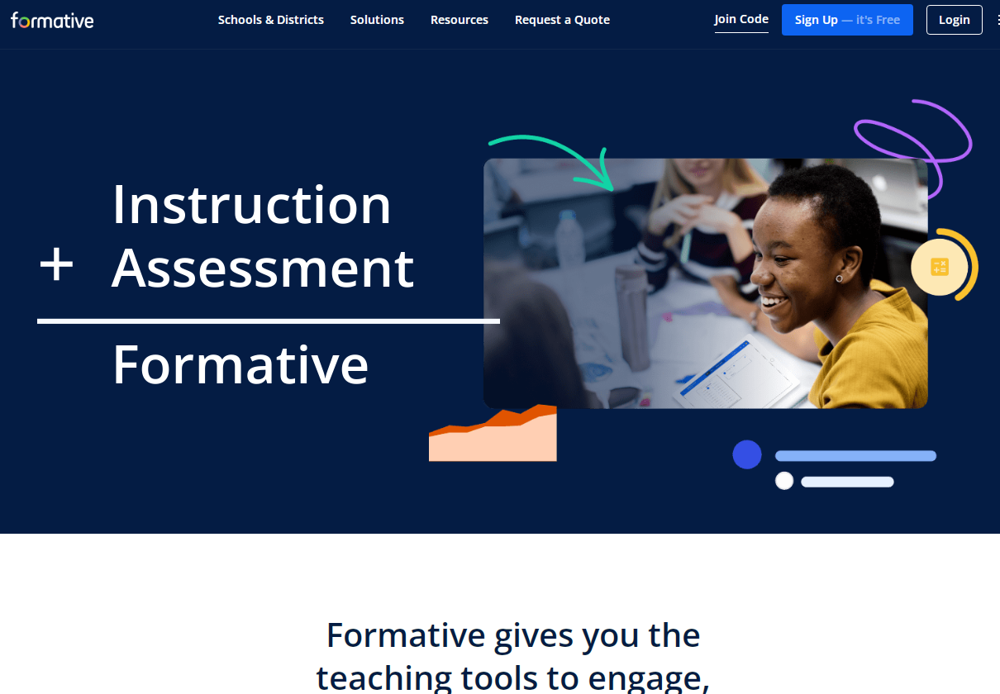 formative
Schools & Districts
Solutions
Resources
Request a Quote
Join Code
Sign Up — it's Free
Login
Instruction
+ Assessment
Formative
Formative gives you the
teaching tools to engage,